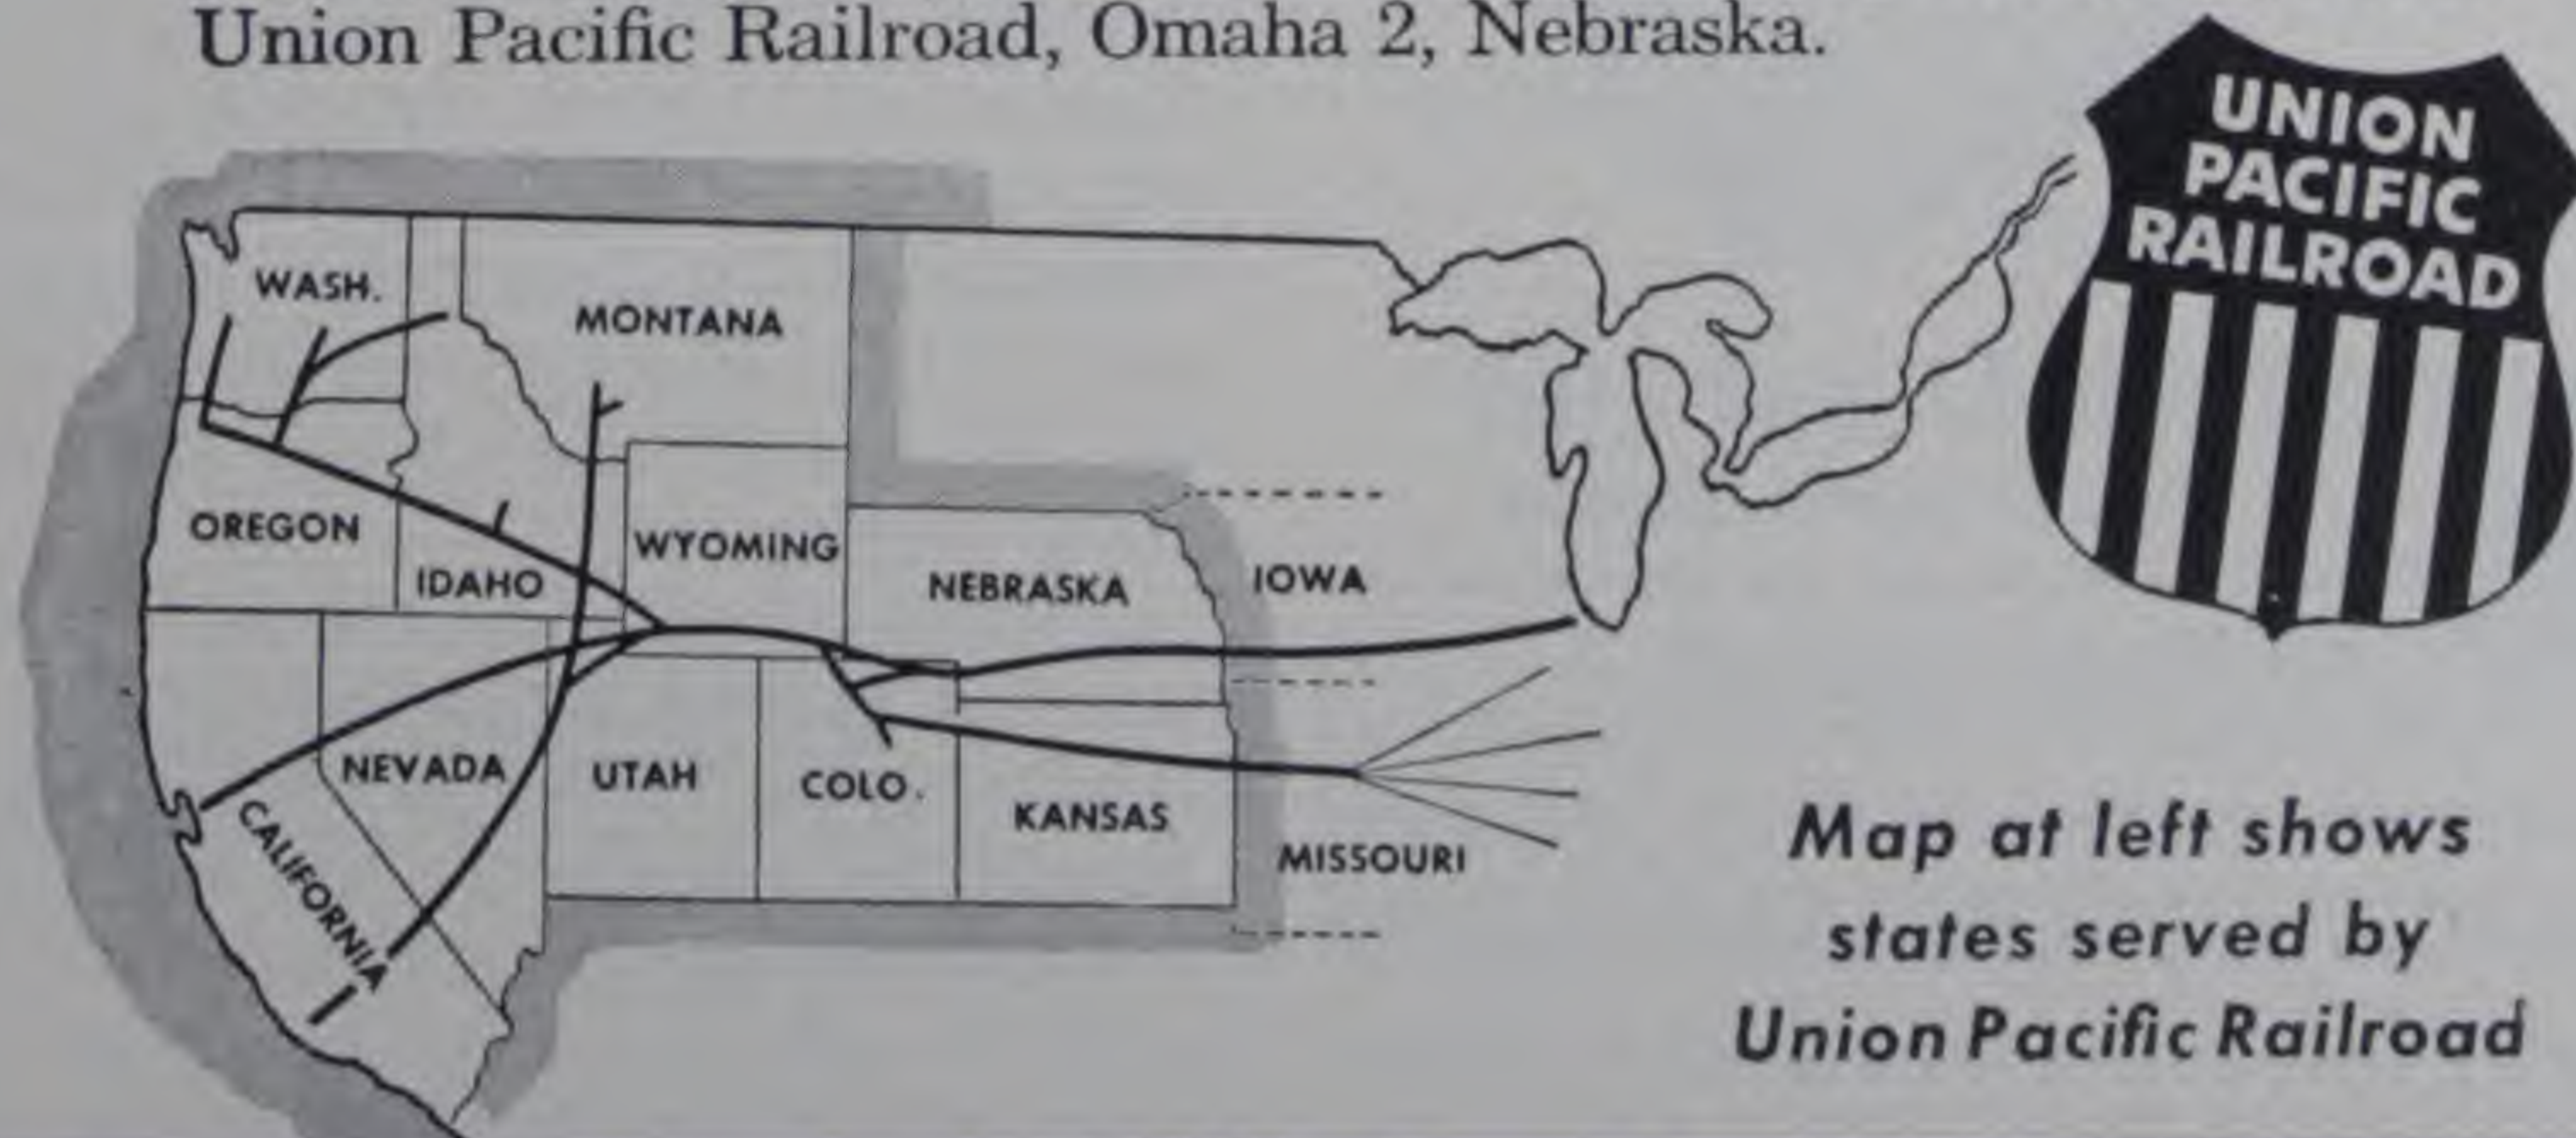 Union Pacific Railroad, Omaha 2, Nebraska.
UNION
PACIFIC
RAILROAD
WASH.
MONTANA
OREGON
IDAHO
WYOMING
NEBRASKA
IOWA
NEVADA
UTAH
COLO.
KANSAS
CALIFORNIA
MISSOURI
Map at left shows
states served by
Union Pacific Railroad